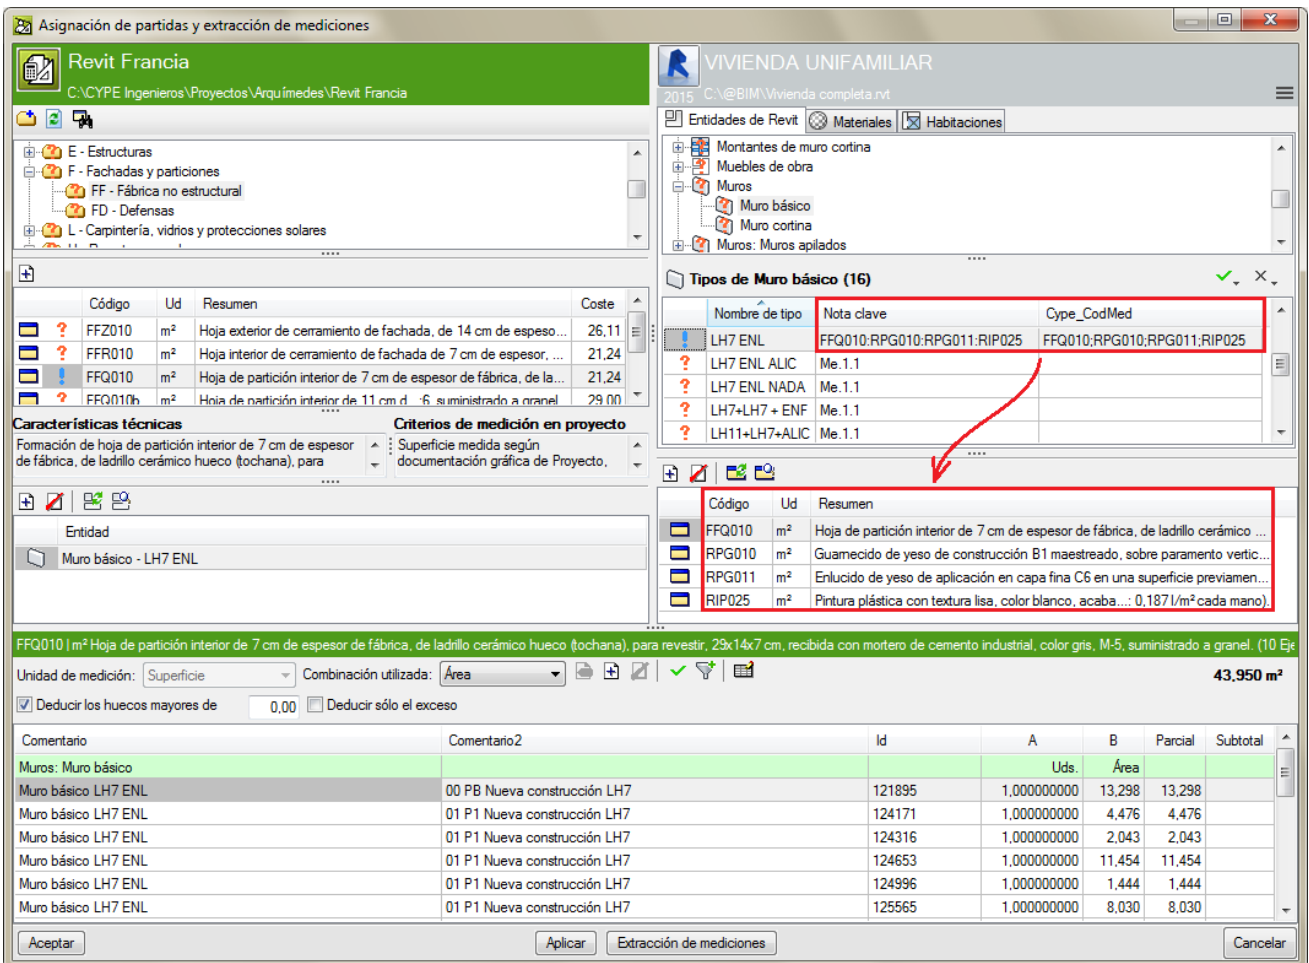 Asignación de partidas y extracción de mediciones
Revit Francia
C:\CYPE Ingenieros\Proyectos\Arquímedes\Revit Francia
E - Estructuras
F - Fachadas y particiones
FF - Fábrica no estructural
FD - Defensas
L - Carpintería, vidrios y protecciones solares
Código Ud Resumen Coste
? FFZ010 m² Hoja exterior de cerramiento de fachada, de 14 cm de espeso... 26,11
? FFR010 m² Hoja interior de cerramiento de fachada de 7 cm de espesor, ... 21,24
! FFQ010 m² Hoja de partición interior de 7 cm de espesor de fábrica, de la... 21,24
? FFQ010b m² Hoja de partición interior de 11 cm d...:6, suministrado a granel 29,00
Características técnicas
Formación de hoja de partición interior de 7 cm de espesor
de fábrica, de ladrillo cerámico hueco (tochana), para
Criterios de medición en proyecto
Superficie medida según
documentación gráfica de Proyecto,
Entidad
Muro básico - LH7 ENL
VIVIENDA UNIFAMILIAR
2015 C:\@BIM\Vivienda completa.rvt
Entidades de Revit Materiales Habitaciones
Montantes de muro cortina
Muebles de obra
Muros
Muro básico
Muro cortina
Muros: Muros apilados
Tipos de Muro básico (16)
Nombre de tipo Nota clave Cype_CodMed
! LH7 ENL FFQ010:RPG010:RPG011:RIP025 FFQ010;RPG010;RPG011;RIP025
? LH7 ENL ALIC Me.1.1
? LH7 ENL NADA Me.1.1
? LH7+LH7 + ENF Me.1.1
? LH11+LH7+ALIC Me.1.1
Código Ud Resumen
FFQ010 m² Hoja de partición interior de 7 cm de espesor de fábrica, de ladrillo cerámico ...
RPG010 m² Guarnecido de yeso de construcción B1 maestreado, sobre paramento vertic...
RPG011 m² Enlucido de yeso de aplicación en capa fina C6 en una superficie previamen...
RIP025 m² Pintura plástica con textura lisa, color blanco, acaba...: 0,187 l/m² cada mano).
FFQ010 | m² Hoja de partición interior de 7 cm de espesor de fábrica, de ladrillo cerámico hueco (tochana), para revestir, 29x14x7 cm, recibida con mortero de cemento industrial, color gris, M-5, suministrado a granel. (10 Eje
Unidad de medición: Superficie Combinación utilizada: Área 43,950 m²
Deducir los huecos mayores de 0,00 Deducir sólo el exceso
Comentario Comentario2 Id A B Parcial Subtotal
Muros: Muro básico Uds. Área
Muro básico LH7 ENL 00 PB Nueva construcción LH7 121895 1,000000000 13,298 13,298
Muro básico LH7 ENL 01 P1 Nueva construcción LH7 124171 1,000000000 4,476 4,476
Muro básico LH7 ENL 01 P1 Nueva construcción LH7 124316 1,000000000 2,043 2,043
Muro básico LH7 ENL 01 P1 Nueva construcción LH7 124653 1,000000000 11,454 11,454
Muro básico LH7 ENL 01 P1 Nueva construcción LH7 124996 1,000000000 1,444 1,444
Muro básico LH7 ENL 01 P1 Nueva construcción LH7 125565 1,000000000 8,030 8,030
Aceptar Aplicar Extracción de mediciones Cancelar